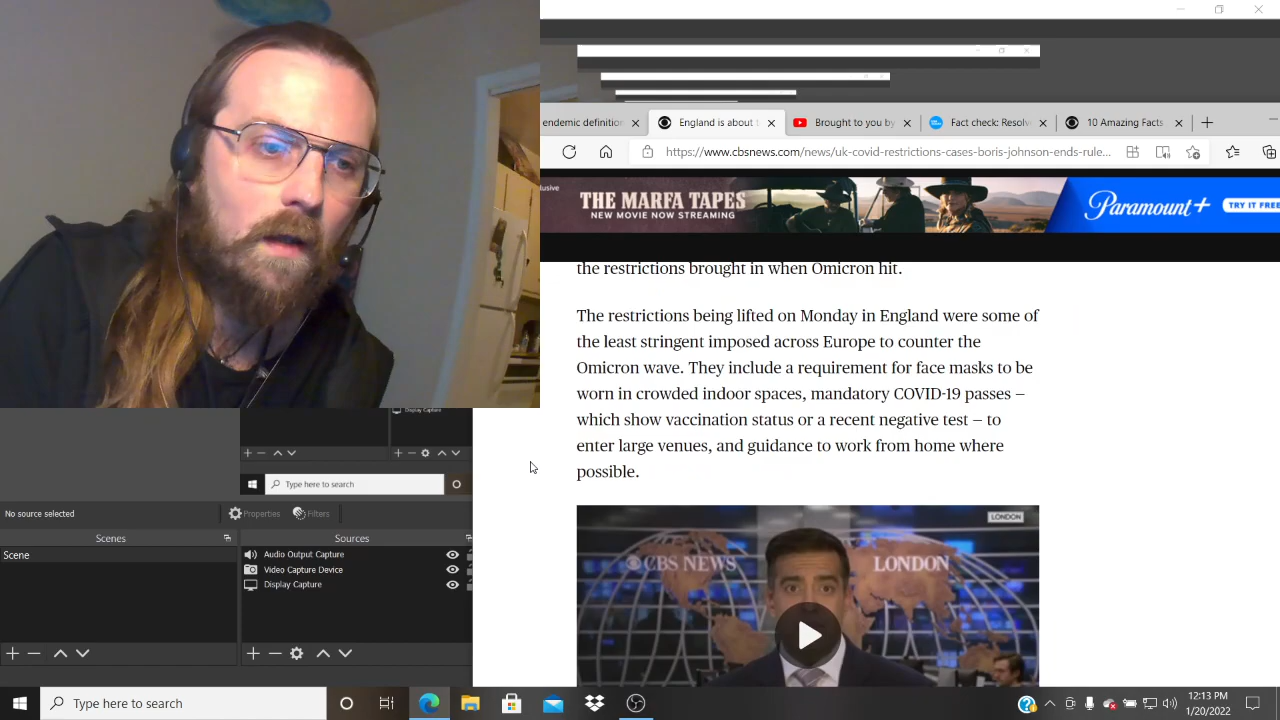 endemic definition
England is about t
Brought to you by
Fact check: Resolv
10 Amazing Facts
https://www.cbsnews.com/news/uk-covid-restrictions-cases-boris-johnson-ends-rule...
lusive
THE MARFA TAPES
NEW MOVIE NOW STREAMING
Paramount+
TRY IT FREE
the restrictions brought in when Omicron hit.
The restrictions being lifted on Monday in England were some of
the least stringent imposed across Europe to counter the
Omicron wave. They include a requirement for face masks to be
worn in crowded indoor spaces, mandatory COVID-19 passes —
which show vaccination status or a recent negative test — to
enter large venues, and guidance to work from home where
possible.
LONDON
CBS NEWS
LONDON
Display Capture
Type here to search
No source selected
Properties
Filters
Scenes
Sources
Scene
Audio Output Capture
Video Capture Device
Display Capture
Type here to search
12:13 PM
1/20/2022